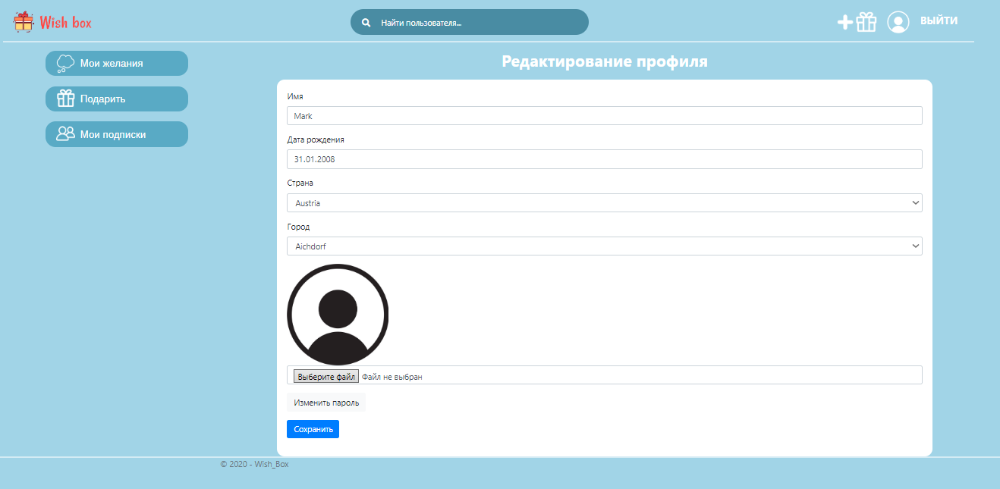 Wish box
Найти пользователя...
ВЫЙТИ
Мои желания
Подарить
Мои подписки
Редактирование профиля
Имя
Mark
Дата рождения
31.01.2008
Страна
Austria
Город
Aichdorf
Выберите файл Файл не выбран
Изменить пароль
Сохранить
© 2020 - Wish_Box